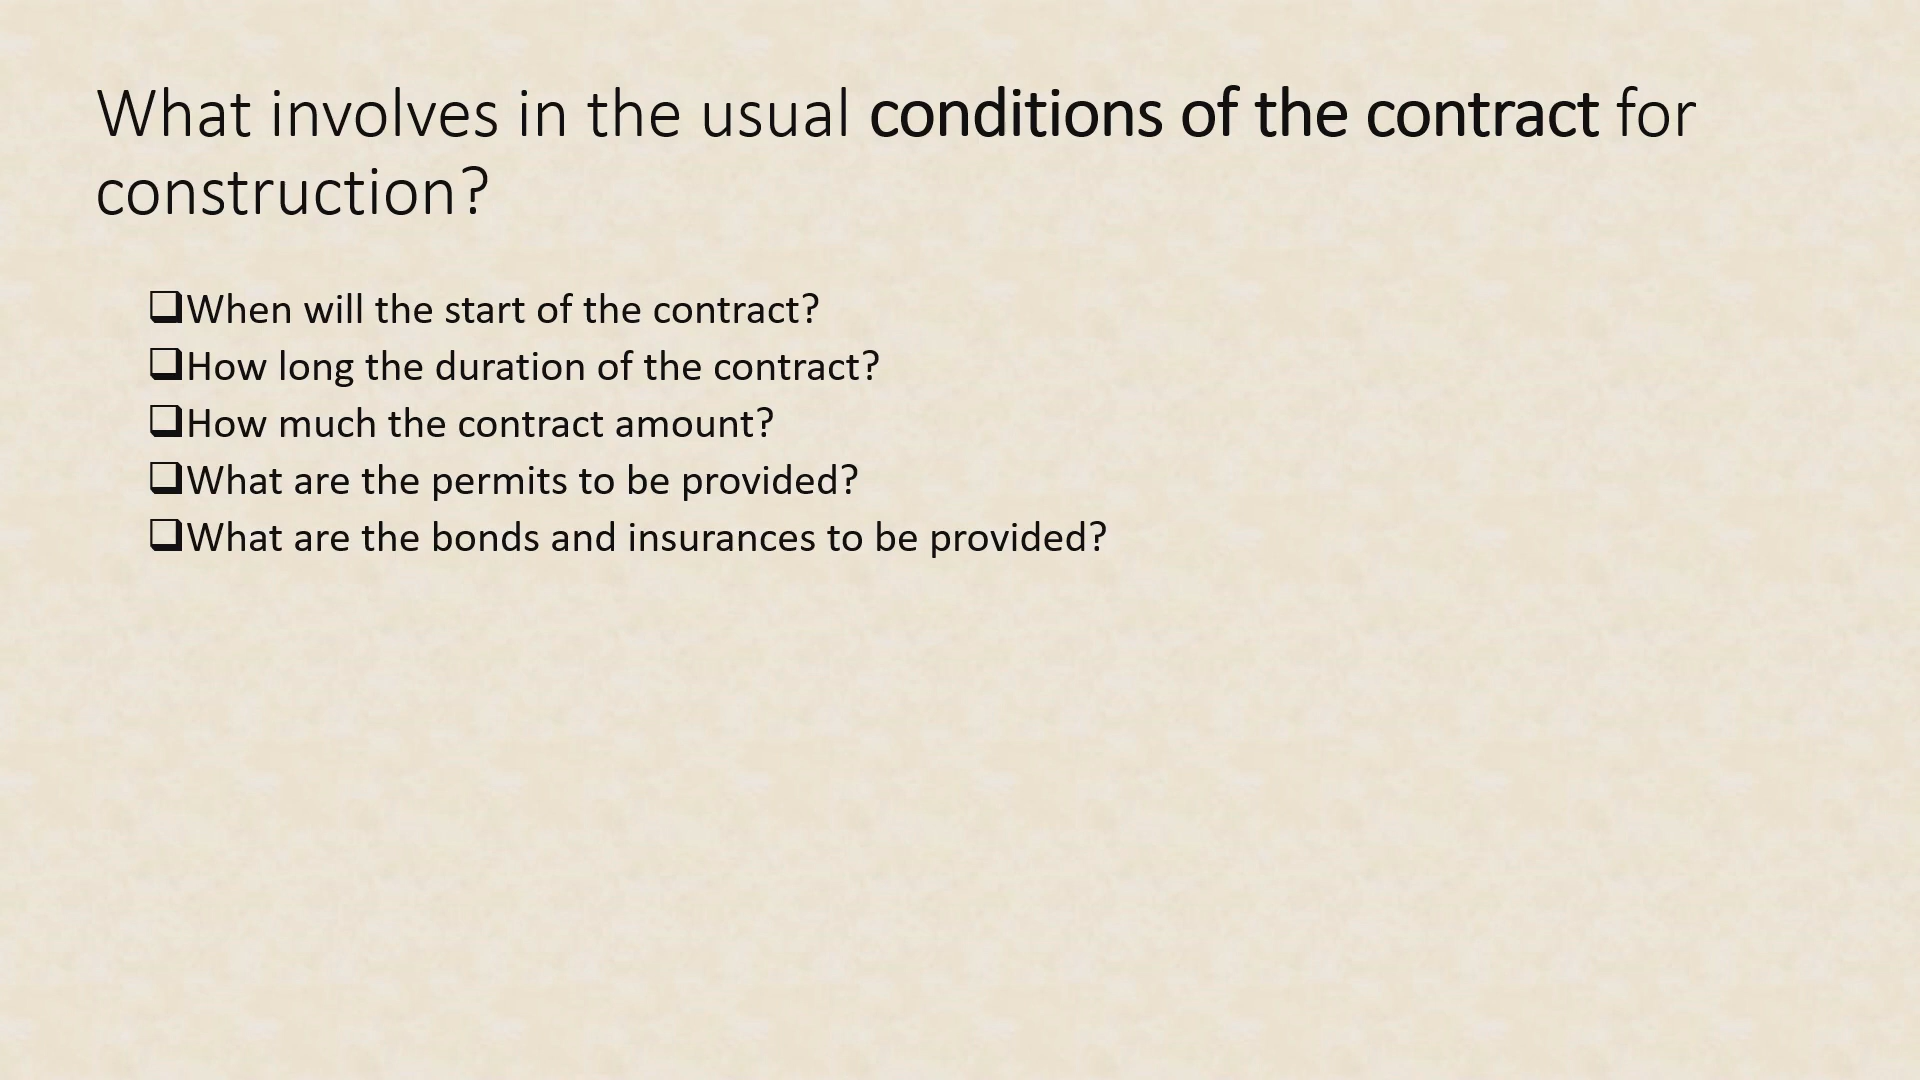 What involves in the usual conditions of the contract for
construction?
❑When will the start of the contract?
❑How long the duration of the contract?
❑How much the contract amount?
❑What are the permits to be provided?
❑What are the bonds and insurances to be provided?